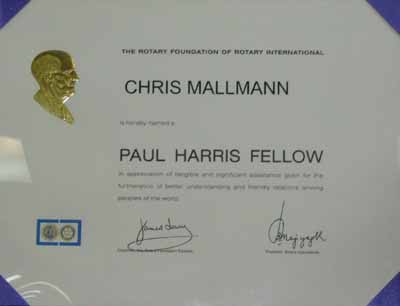 THE ROTARY FOUNDATION OF ROTARY INTERNATIONAL
CHRIS MALLMANN
is hereby named a
PAUL HARRIS FELLOW
in appreciation of tangible and significant assistance given for the
furtherance of better understanding and friendly relations among
peoples of the world.